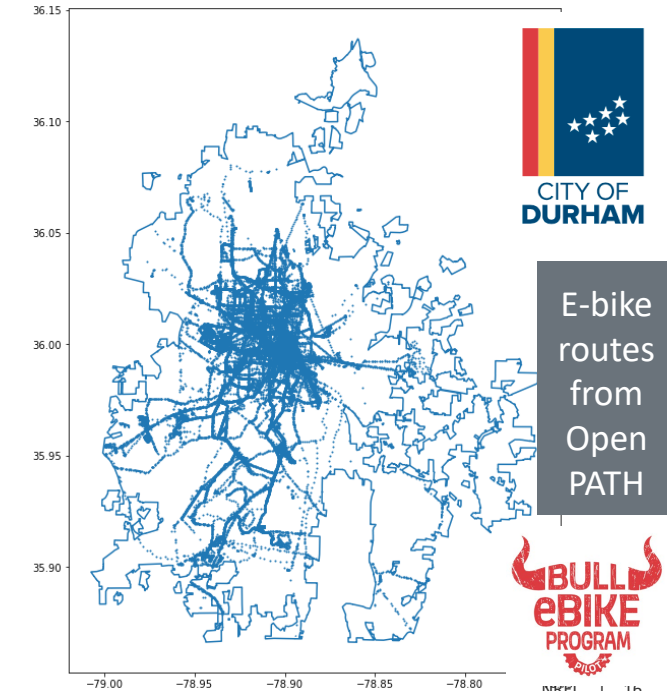 36.15
36.10
36.05
36.00
35.95
35.90
−79.00 −78.95 −78.90 −78.85 −78.80
CITY OF
DURHAM
E-bike
routes
from
Open
PATH
BULL
eBIKE
PROGRAM
PILOT